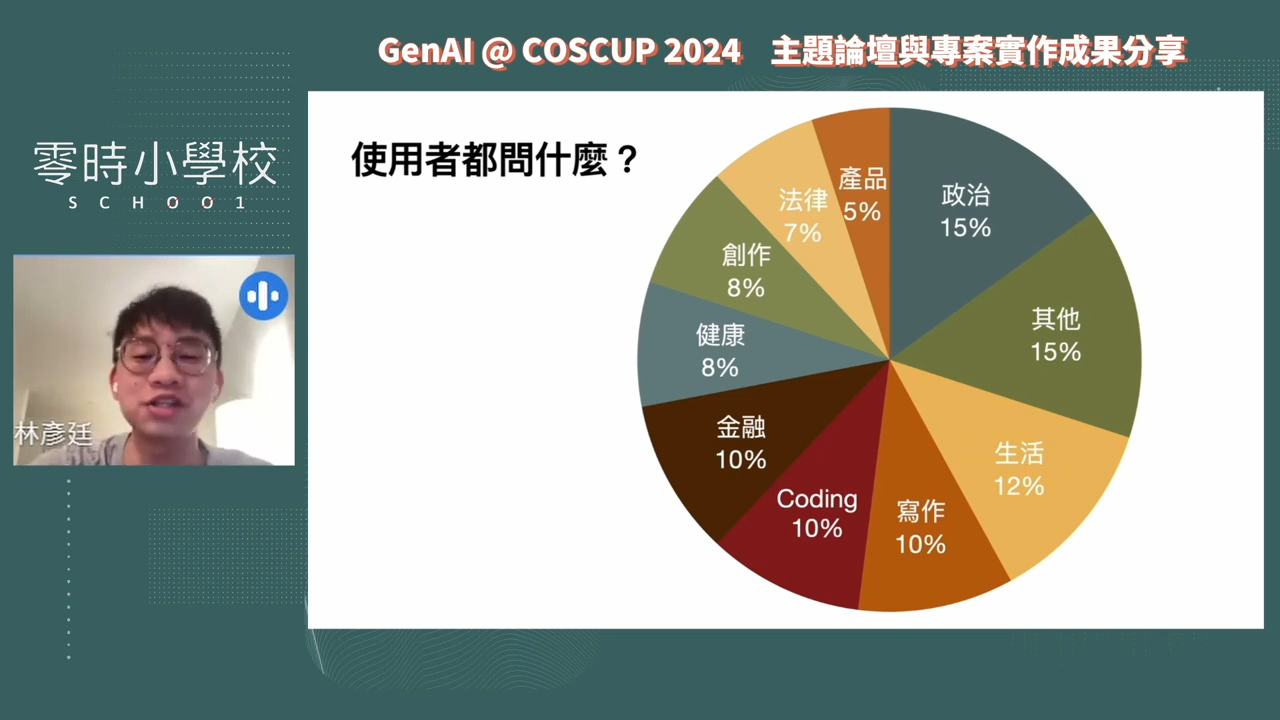 GenAI @ COSCUP 2024 主題論壇與專案實作成果分享
零時小學校
SCHOO1
林彥廷
使用者都問什麼？
政治
15%
其他
15%
生活
12%
寫作
10%
Coding
10%
金融
10%
健康
8%
創作
8%
法律
7%
產品
5%